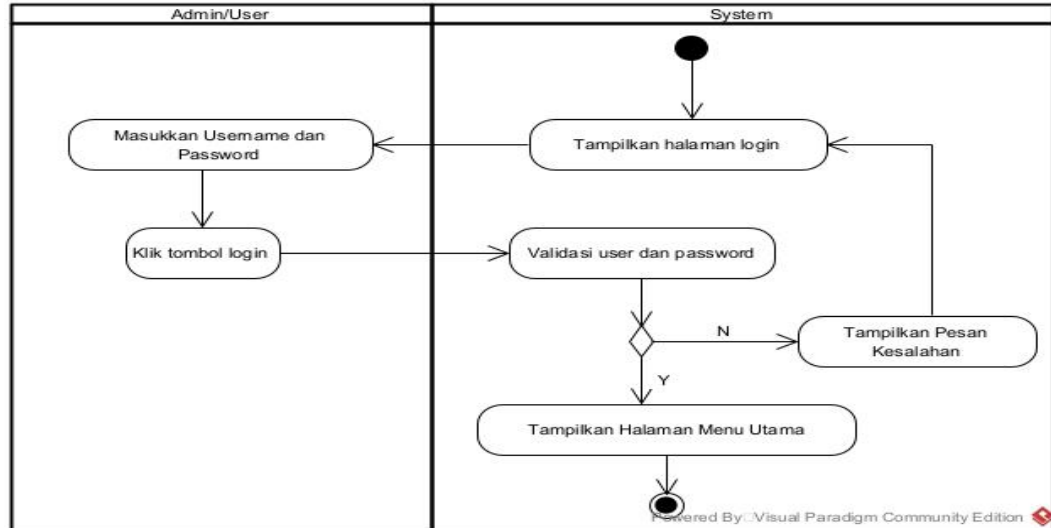 Admin/User
System
Masukkan Username dan
Password
Tampilkan halaman login
Klik tombol login
Validasi user dan password
N
Tampilkan Pesan
Kesalahan
Y
Tampilkan Halaman Menu Utama
Powered By Visual Paradigm Community Edition